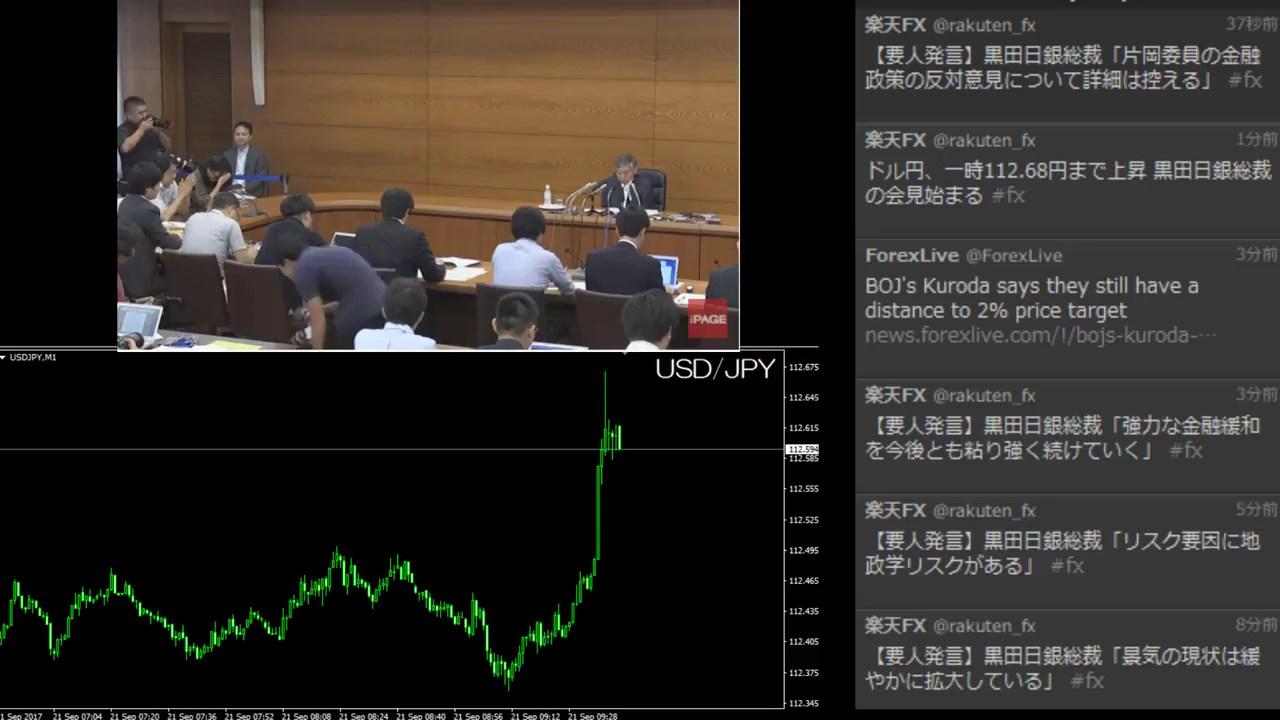 THE PAGE
USDJPY,M1
USD/JPY
112.675
112.645
112.615
112.594
112.585
112.555
112.525
112.495
112.465
112.435
112.405
112.375
112.345
1 Sep 2017
21 Sep 07:04
21 Sep 07:20
21 Sep 07:36
21 Sep 07:52
21 Sep 08:08
21 Sep 08:24
21 Sep 08:40
21 Sep 08:56
21 Sep 09:12
21 Sep 09:28
楽天FX @rakuten_fx 37秒前
【要人発言】黒田日銀総裁「片岡委員の金融
政策の反対意見について詳細は控える」 #fx
楽天FX @rakuten_fx 1分前
ドル円、一時112.68円まで上昇 黒田日銀総裁
の会見始まる #fx
ForexLive @ForexLive 3分前
BOJ's Kuroda says they still have a
distance to 2% price target
news.forexlive.com/!/bojs-kuroda-…
楽天FX @rakuten_fx 3分前
【要人発言】黒田日銀総裁「強力な金融緩和
を今後とも粘り強く続けていく」 #fx
楽天FX @rakuten_fx 5分前
【要人発言】黒田日銀総裁「リスク要因に地
政学リスクがある」 #fx
楽天FX @rakuten_fx 8分前
【要人発言】黒田日銀総裁「景気の現状は緩
やかに拡大している」 #fx